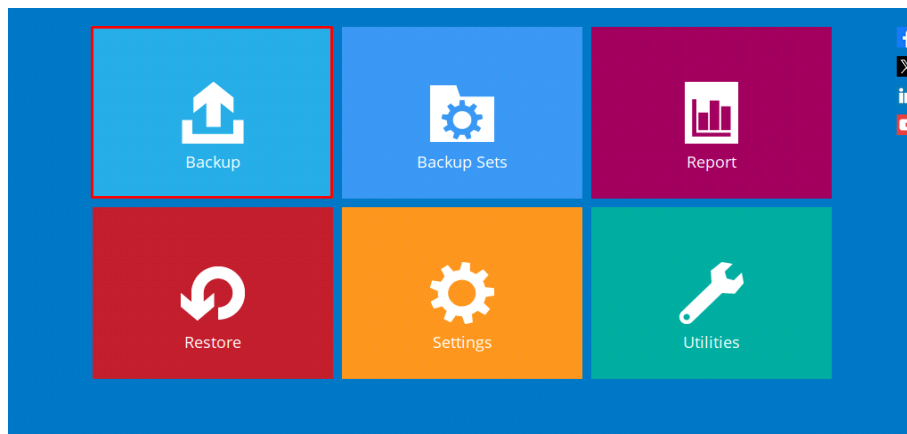 Backup
Backup Sets
Report
Restore
Settings
Utilities